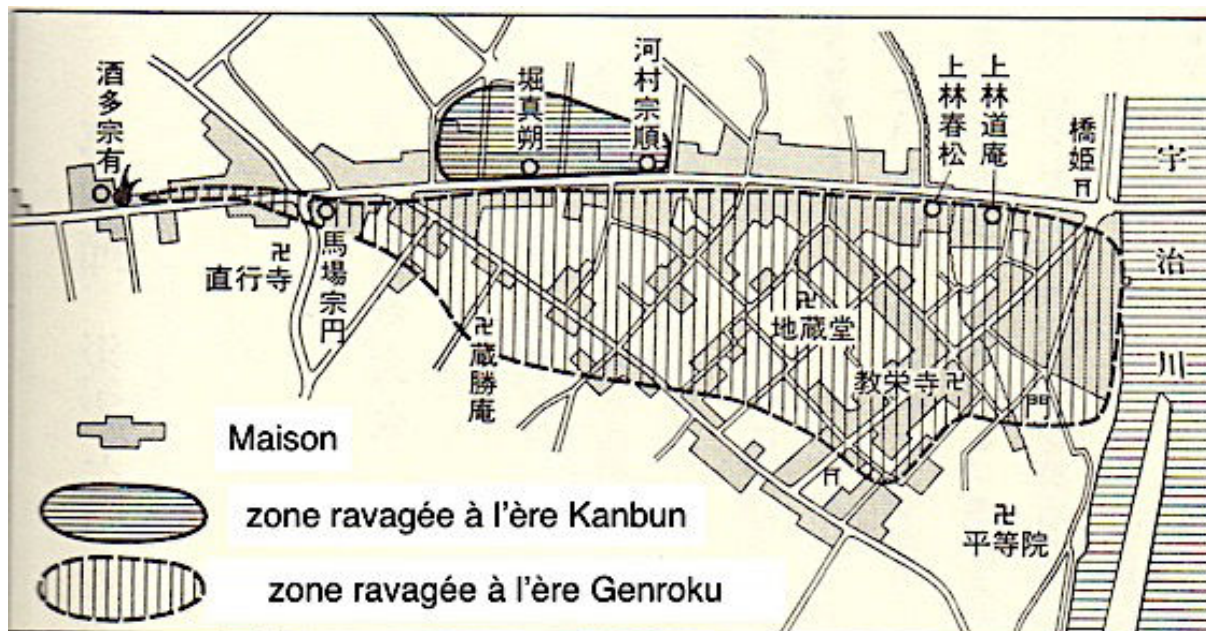 酒多宗有
堀真朔
河村宗順
上林春松
上林道庵
橋姫
宇治川
直行寺
馬場宗円
蔵勝庵
地蔵堂
教栄寺
門
平等院
Maison
zone ravagée à l'ère Kanbun
zone ravagée à l'ère Genroku